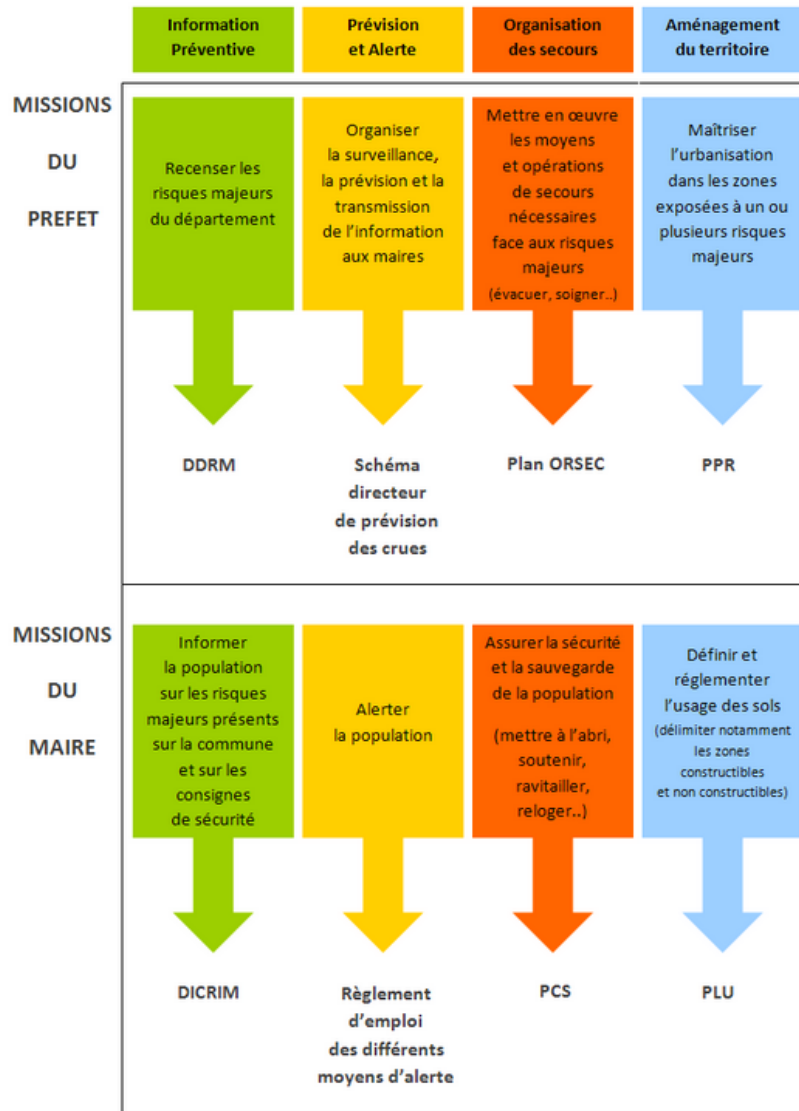 Information
Préventive
Prévision
et Alerte
Organisation
des secours
Aménagement
du territoire
MISSIONS
DU
PREFET
Recenser les
risques majeurs
du département
Organiser
la surveillance,
la prévision et la
transmission
de l'information
aux maires
Mettre en œuvre
les moyens
et opérations
de secours
nécessaires
face aux risques
majeurs
(évacuer, soigner..)
Maîtriser
l'urbanisation
dans les zones
exposées à un ou
plusieurs risques
majeurs
DDRM
Schéma
directeur
de prévision
des crues
Plan ORSEC
PPR
MISSIONS
DU
MAIRE
Informer
la population
sur les risques
majeurs présents
sur la commune
et sur les
consignes
de sécurité
Alerter
la population
Assurer la sécurité
et la sauvegarde
de la population
(mettre à l'abri,
soutenir,
ravitailler,
reloger..)
Définir et
réglementer
l'usage des sols
(délimiter notamment
les zones
constructibles
et non constructibles)
DICRIM
Règlement
d'emploi
des différents
moyens d'alerte
PCS
PLU